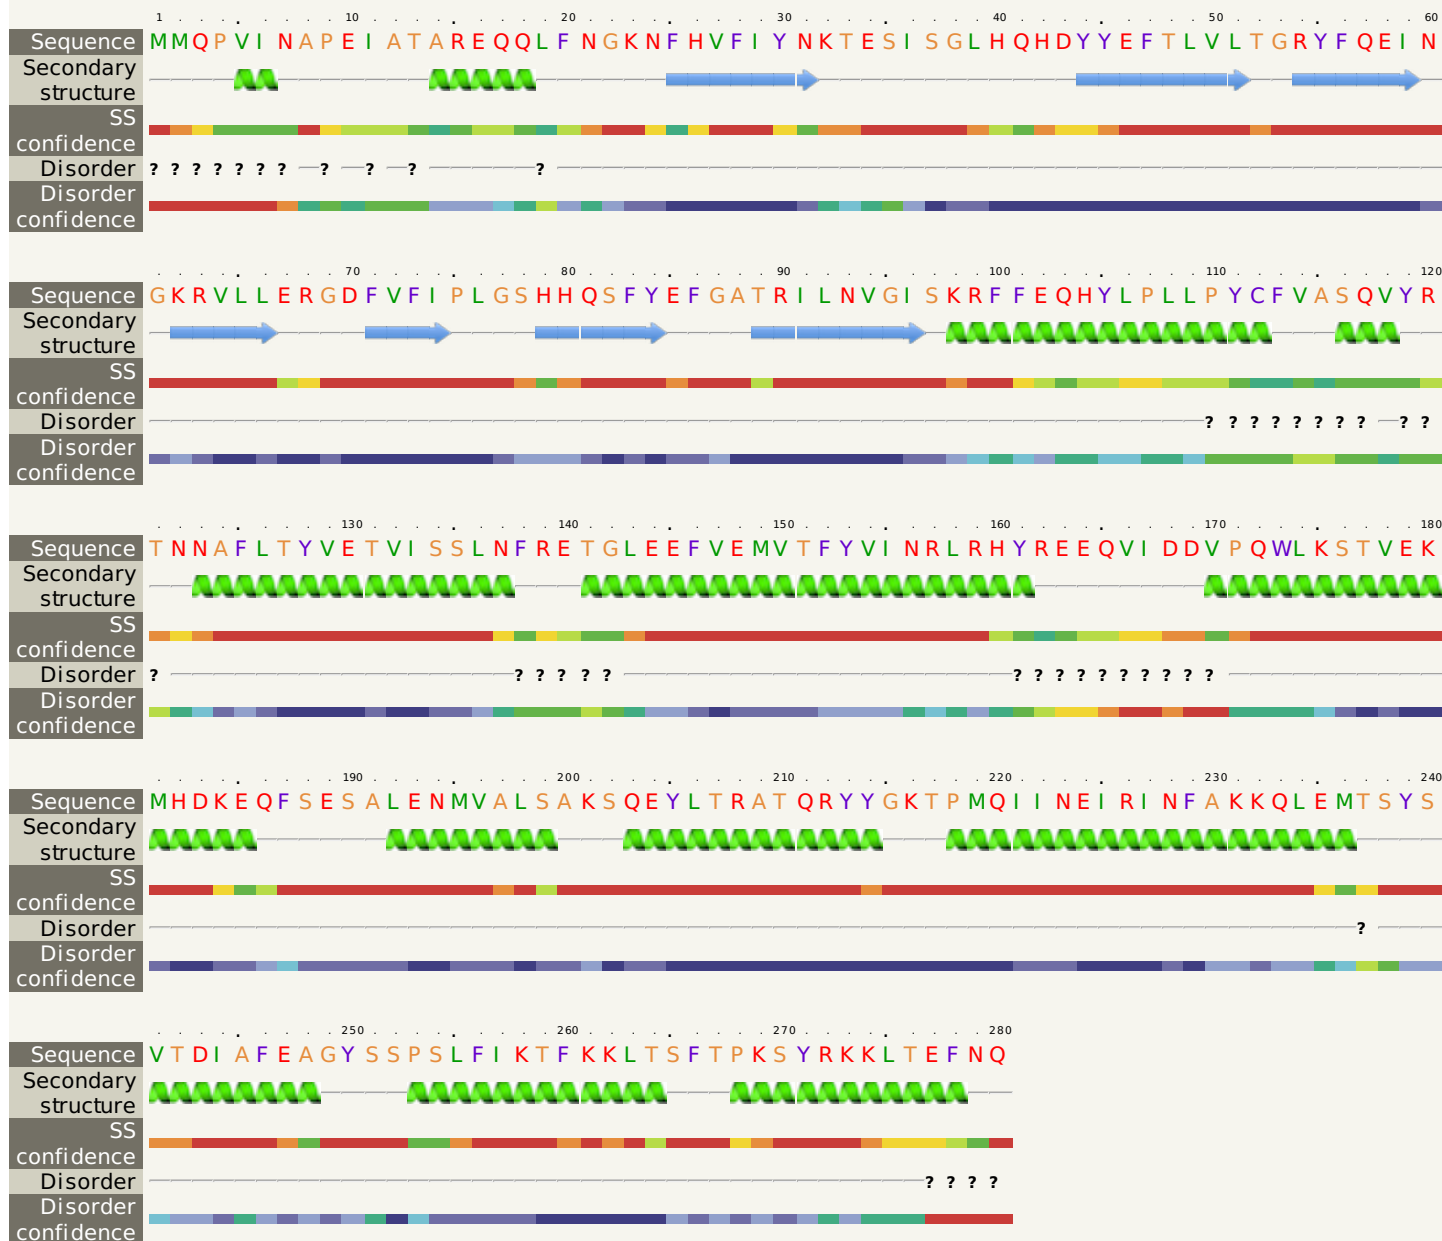 1 10 20 30 40 50 60
Sequence MMQPVINAPEIATAREQQLFNGKNFHVFIYNKTESISGLHQHDYYEFTLVLTGRYFQEIN
Secondary
structure
SS
confidence
Disorder ? ? ? ? ? ? ? ? ? ? ?
Disorder
confidence
70 80 90 100 110 120
Sequence GKRVLLERGDFVFIPLGSHHQSFYEFGATRILNVGISKRFFEQHYLPLLPYCFVASQVYR
Secondary
structure
SS
confidence
Disorder ? ? ? ? ? ? ? ? ? ?
Disorder
confidence
130 140 150 160 170 180
Sequence TNNAFLTYVETVISSLNFRETGLEEFVEMVTFYVINRLRHYREEQVIDDVPQWLKSTVEK
Secondary
structure
SS
confidence
Disorder ? ? ? ? ? ? ? ? ? ? ? ? ? ? ? ?
Disorder
confidence
190 200 210 220 230 240
Sequence MHDKEQFSESALENMVALSAKSQEYLTRATQRYYGKTPMQIINEIRINFAKKQLEMTSYS
Secondary
structure
SS
confidence
Disorder ?
Disorder
confidence
250 260 270 280
Sequence VTDIAFEAGYSSPSLFIKTFKKLTSFTPKSYRKKLTEFNQ
Secondary
structure
SS
confidence
Disorder ? ? ? ?
Disorder
confidence